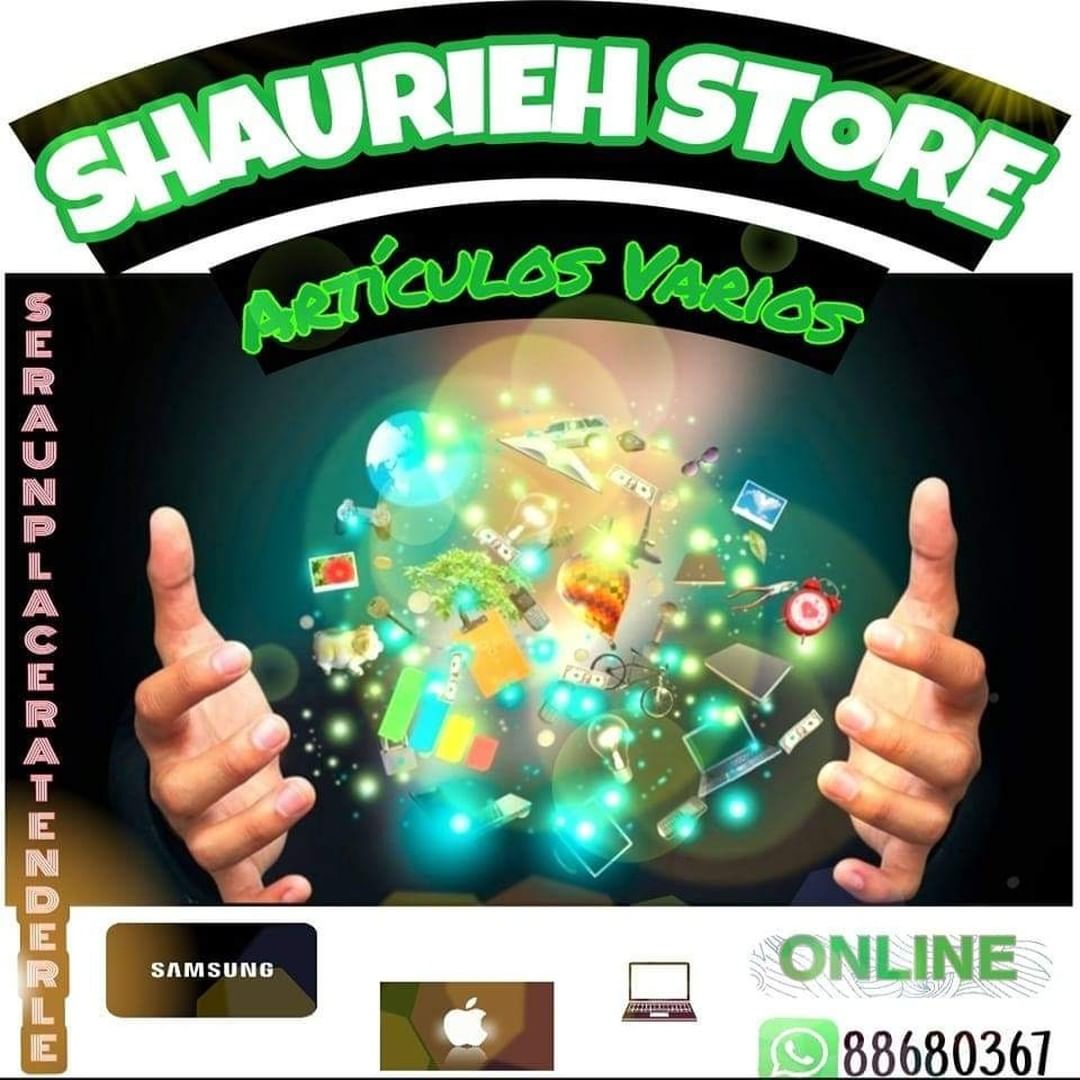 SHAURIEH STORE
Artículos Varios
SERAUNPLACERATENDERLE
SAMSUNG
ONLINE
88680367